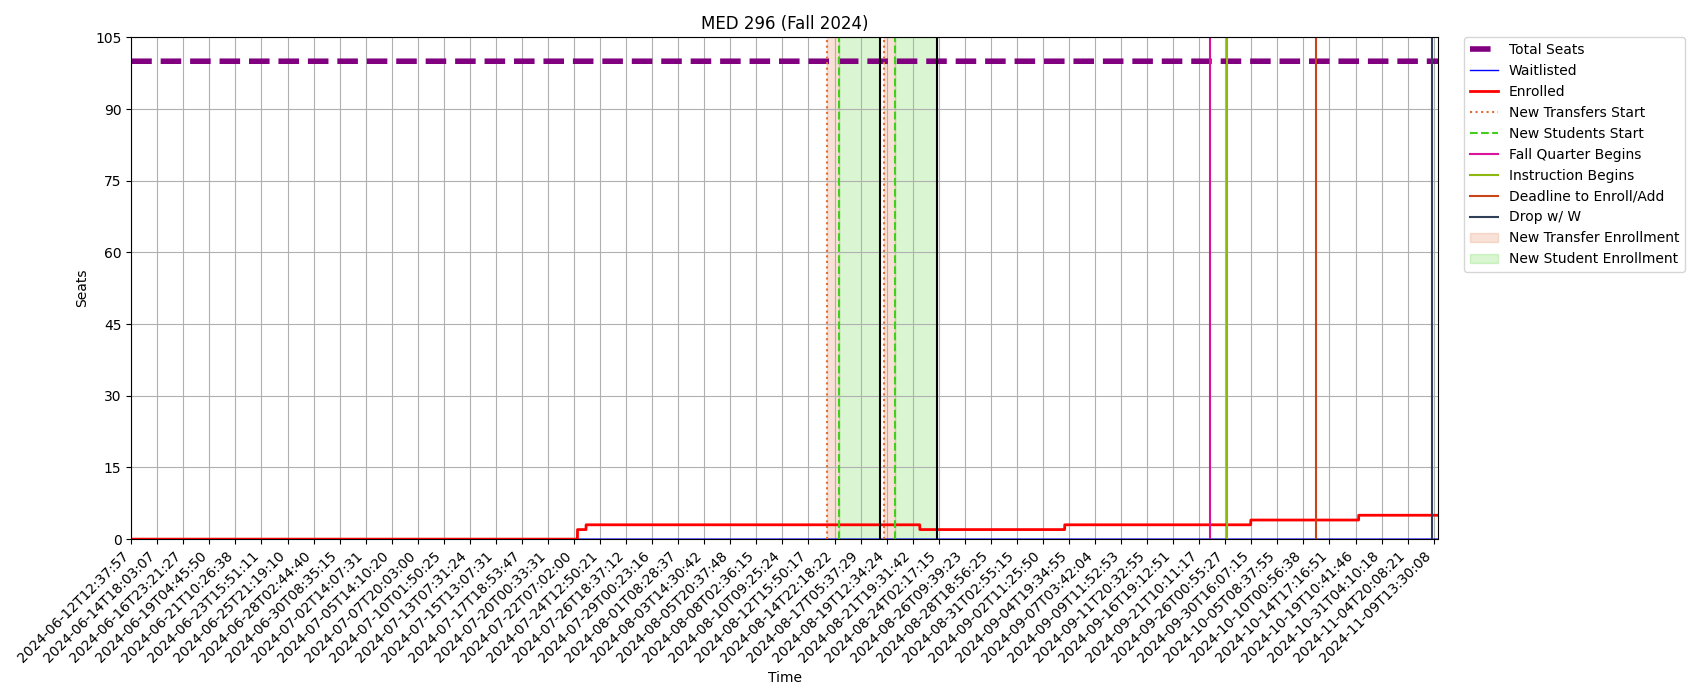 MED 296 (Fall 2024)
105
90
75
60
45
30
15
0
Seats
2024-06-12T12:37:57
2024-06-14T18:03:07
2024-06-16T23:21:27
2024-06-19T04:45:50
2024-06-21T10:26:38
2024-06-23T15:51:11
2024-06-25T21:19:10
2024-06-28T02:44:40
2024-06-30T08:35:15
2024-07-02T14:07:31
2024-07-05T14:10:20
2024-07-07T20:03:00
2024-07-10T01:50:25
2024-07-13T07:31:24
2024-07-15T13:07:31
2024-07-17T18:53:47
2024-07-20T00:33:31
2024-07-22T07:02:00
2024-07-24T12:50:21
2024-07-26T18:37:12
2024-07-29T00:23:16
2024-08-01T08:28:37
2024-08-03T14:30:42
2024-08-05T20:37:48
2024-08-08T02:36:15
2024-08-10T09:25:24
2024-08-12T15:50:17
2024-08-14T22:18:22
2024-08-17T05:37:29
2024-08-19T12:34:24
2024-08-21T19:31:42
2024-08-24T02:17:15
2024-08-26T09:39:23
2024-08-28T18:56:25
2024-08-31T02:55:15
2024-09-02T11:25:50
2024-09-04T19:34:55
2024-09-07T03:42:04
2024-09-09T11:52:53
2024-09-11T20:32:55
2024-09-16T19:12:51
2024-09-21T10:11:17
2024-09-26T00:55:27
2024-09-30T16:07:15
2024-10-05T08:37:55
2024-10-10T00:56:38
2024-10-14T17:16:51
2024-10-19T10:41:46
2024-10-31T04:10:18
2024-11-04T20:08:21
2024-11-09T13:30:08
Time
Total Seats
Waitlisted
Enrolled
New Transfers Start
New Students Start
Fall Quarter Begins
Instruction Begins
Deadline to Enroll/Add
Drop w/ W
New Transfer Enrollment
New Student Enrollment